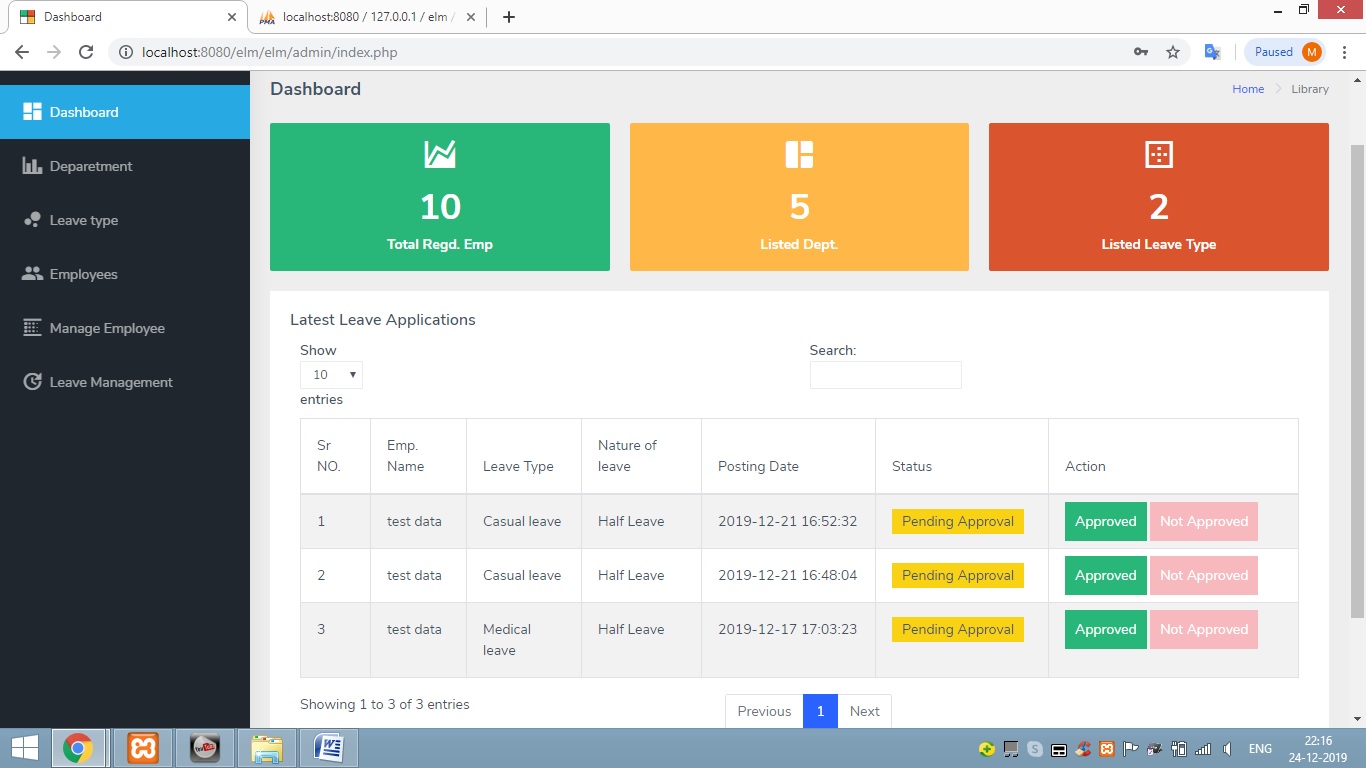 Dashboard
localhost:8080 / 127.0.0.1 / elm /
localhost:8080/elm/elm/admin/index.php
Paused M
Dashboard
Deparetment
Leave type
Employees
Manage Employee
Leave Management
Dashboard
Home Library
10
Total Regd. Emp
5
Listed Dept.
2
Listed Leave Type
Latest Leave Applications
Show
10
entries
Search:
Sr NO. Emp. Name Leave Type Nature of leave Posting Date Status Action
1 test data Casual leave Half Leave 2019-12-21 16:52:32 Pending Approval Approved Not Approved
2 test data Casual leave Half Leave 2019-12-21 16:48:04 Pending Approval Approved Not Approved
3 test data Medical leave Half Leave 2019-12-17 17:03:23 Pending Approval Approved Not Approved
Showing 1 to 3 of 3 entries
Previous 1 Next
ENG
22:16
24-12-2019